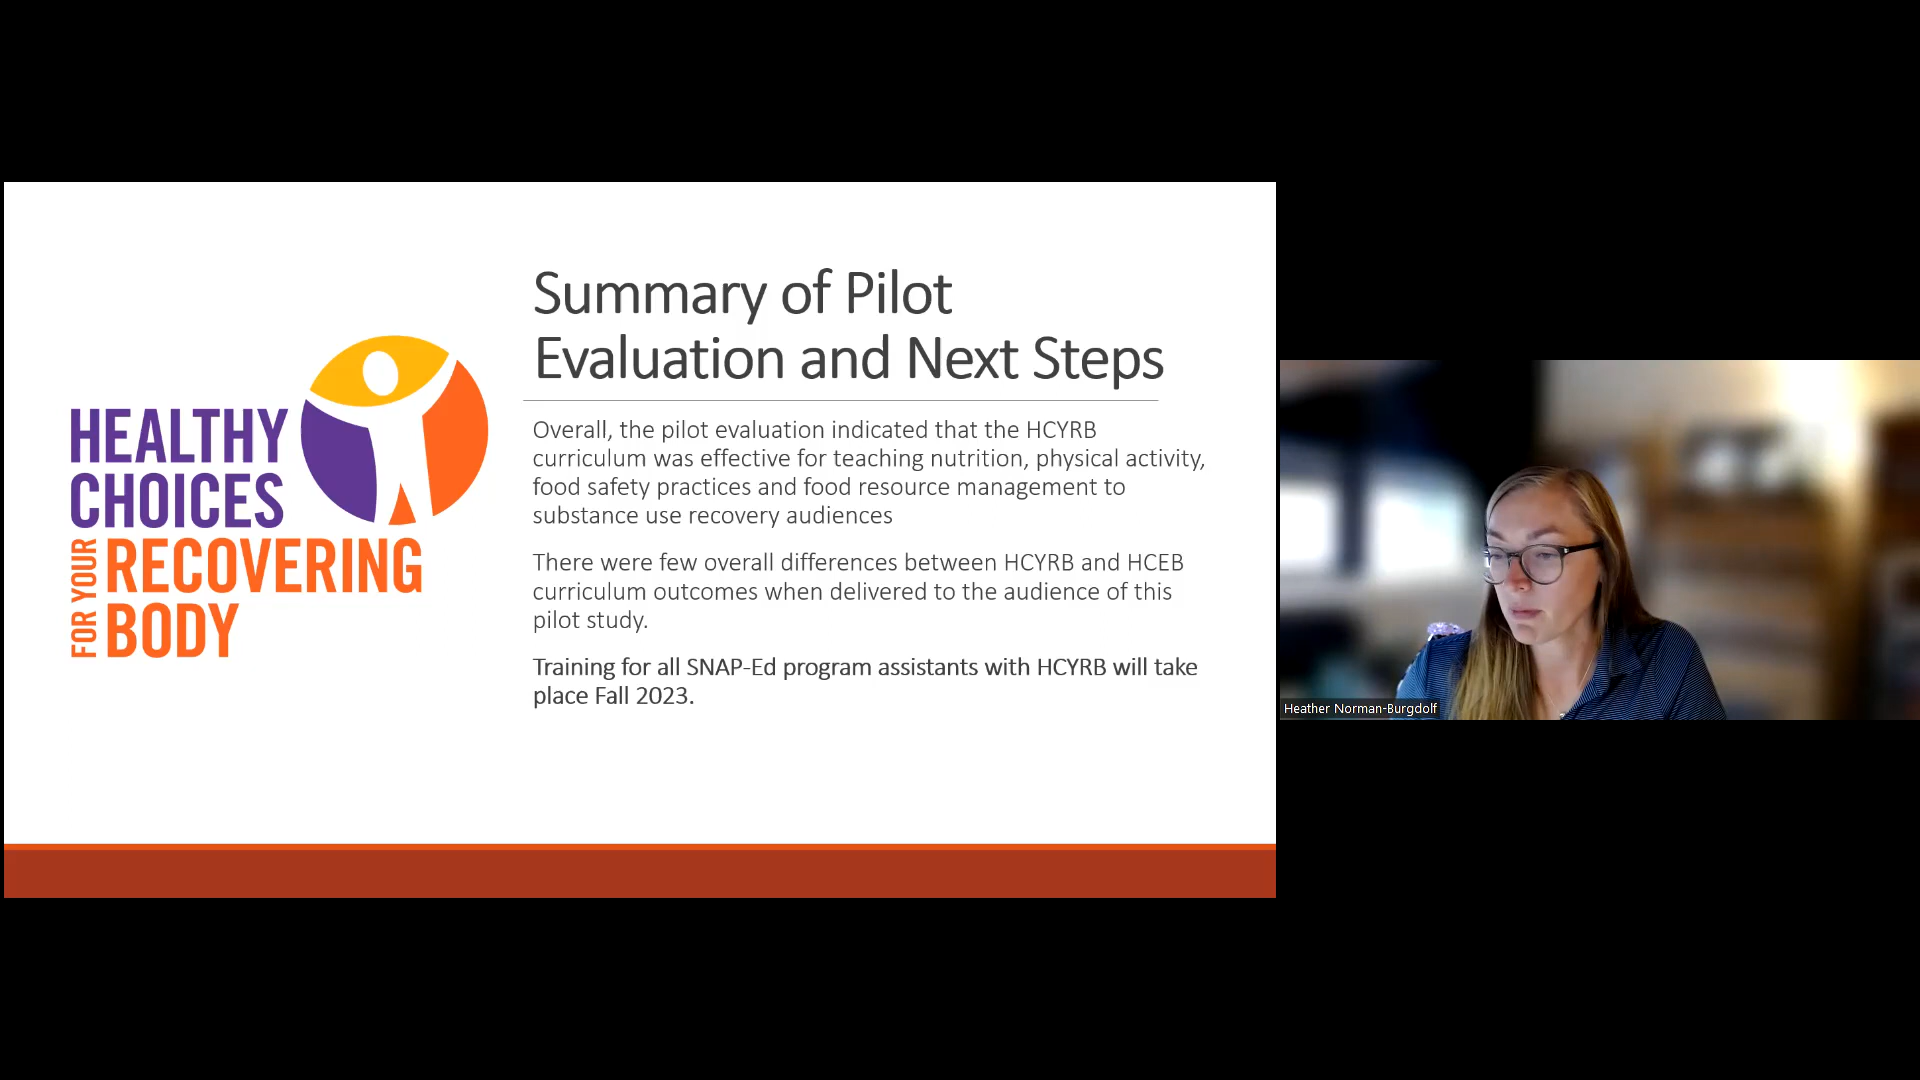 HEALTHY
CHOICES
FOR YOUR
RECOVERING
BODY
Summary of Pilot
Evaluation and Next Steps
Overall, the pilot evaluation indicated that the HCYRB
curriculum was effective for teaching nutrition, physical activity,
food safety practices and food resource management to
substance use recovery audiences
There were few overall differences between HCYRB and HCEB
curriculum outcomes when delivered to the audience of this
pilot study.
Training for all SNAP-Ed program assistants with HCYRB will take
place Fall 2023.
Heather Norman-Burgdolf